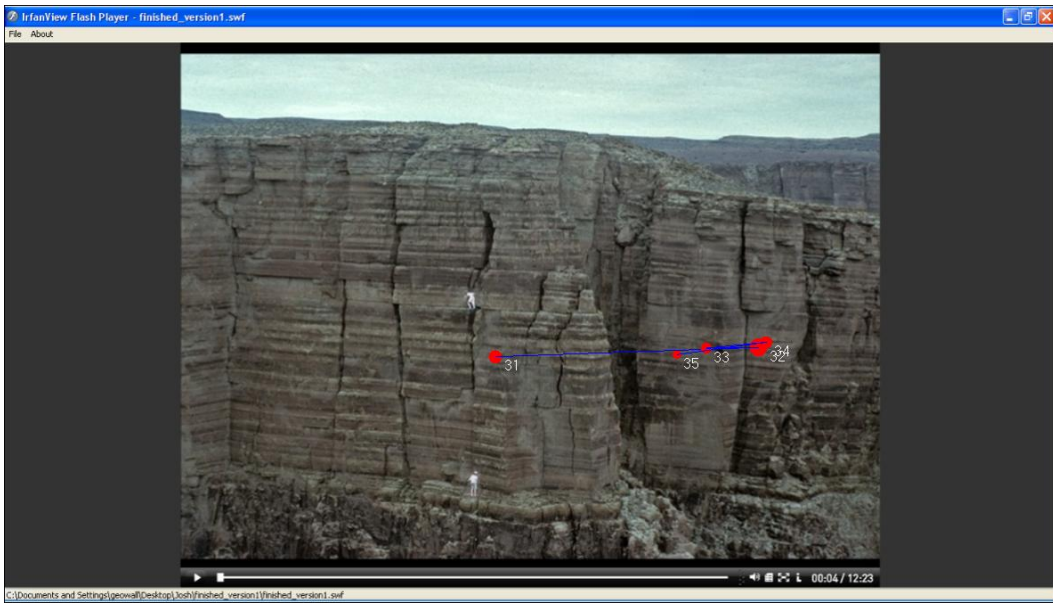 IrfanView Flash Player - finished_version1.swf
File About
31
35
33
34
32
00:04 / 12:23
C:\Documents and Settings\geowall\Desktop\Josh\finished_version1\finished_version1.swf